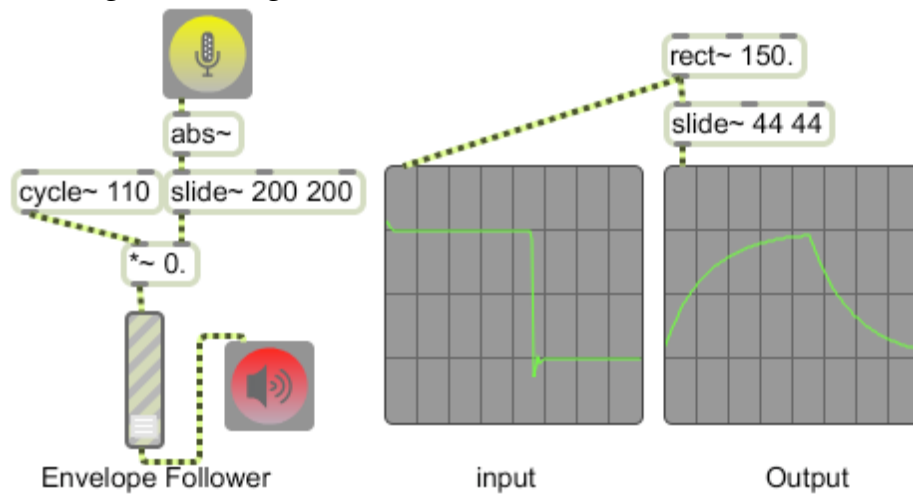 rect~ 150.
abs~
slide~ 44 44
cycle~ 110
slide~ 200 200
*~ 0.
Envelope Follower
input
Output